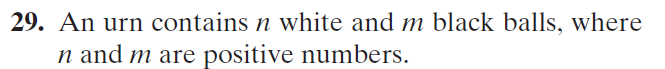 29. An urn contains n white and m black balls, where
n and m are positive numbers.